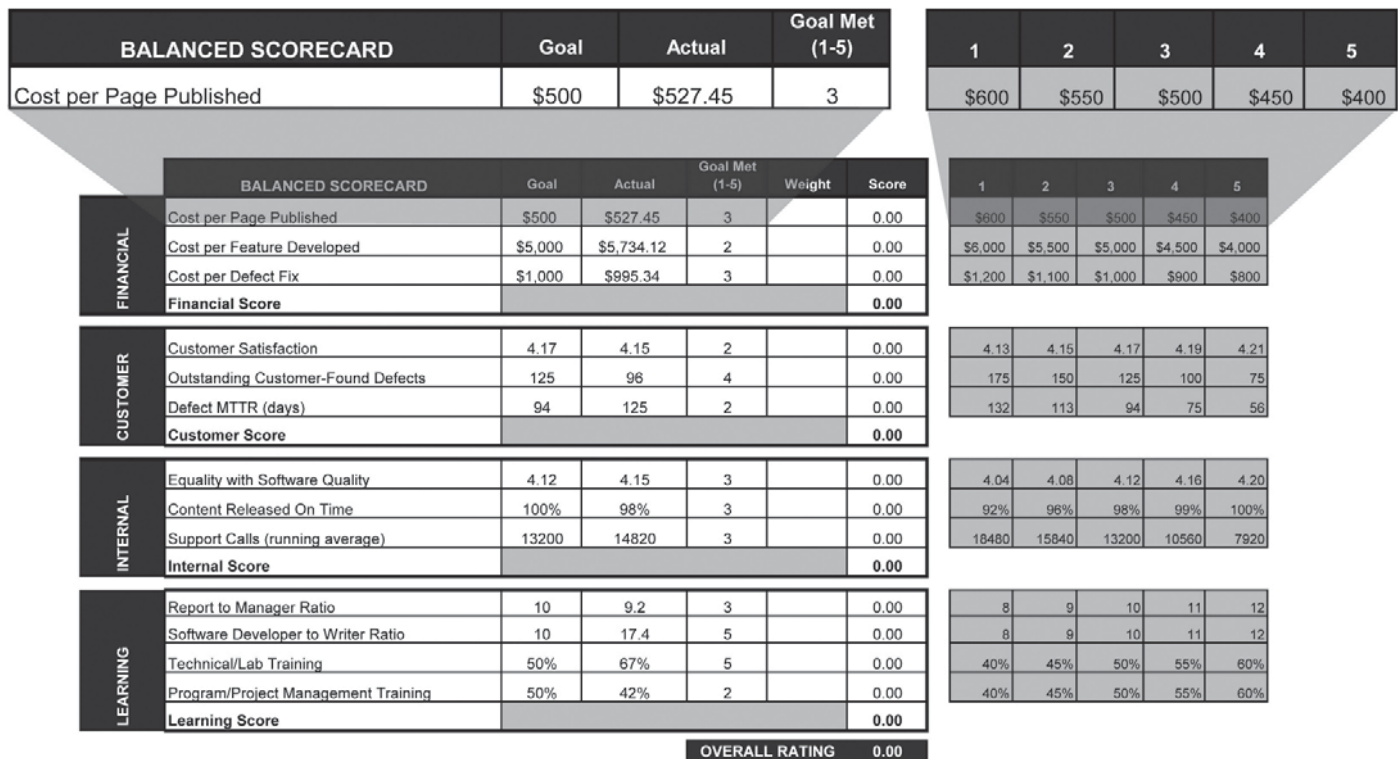 BALANCED SCORECARD Goal Actual Goal Met (1-5) 1 2 3 4 5
Cost per Page Published $500 $527.45 3 $600 $550 $500 $450 $400
BALANCED SCORECARD Goal Actual Goal Met (1-5) Weight Score 1 2 3 4 5
FINANCIAL
Cost per Page Published $500 $527.45 3 0.00 $600 $550 $500 $450 $400
Cost per Feature Developed $5,000 $5,734.12 2 0.00 $6,000 $5,500 $5,000 $4,500 $4,000
Cost per Defect Fix $1,000 $995.34 3 0.00 $1,200 $1,100 $1,000 $900 $800
Financial Score 0.00
CUSTOMER
Customer Satisfaction 4.17 4.15 2 0.00 4.13 4.15 4.17 4.19 4.21
Outstanding Customer-Found Defects 125 96 4 0.00 175 150 125 100 75
Defect MTTR (days) 94 125 2 0.00 132 113 94 75 56
Customer Score 0.00
INTERNAL
Equality with Software Quality 4.12 4.15 3 0.00 4.04 4.08 4.12 4.16 4.20
Content Released On Time 100% 98% 3 0.00 92% 96% 98% 99% 100%
Support Calls (running average) 13200 14820 3 0.00 18480 15840 13200 10560 7920
Internal Score 0.00
LEARNING
Report to Manager Ratio 10 9.2 3 0.00 8 9 10 11 12
Software Developer to Writer Ratio 10 17.4 5 0.00 8 9 10 11 12
Technical/Lab Training 50% 67% 5 0.00 40% 45% 50% 55% 60%
Program/Project Management Training 50% 42% 2 0.00 40% 45% 50% 55% 60%
Learning Score 0.00
OVERALL RATING 0.00